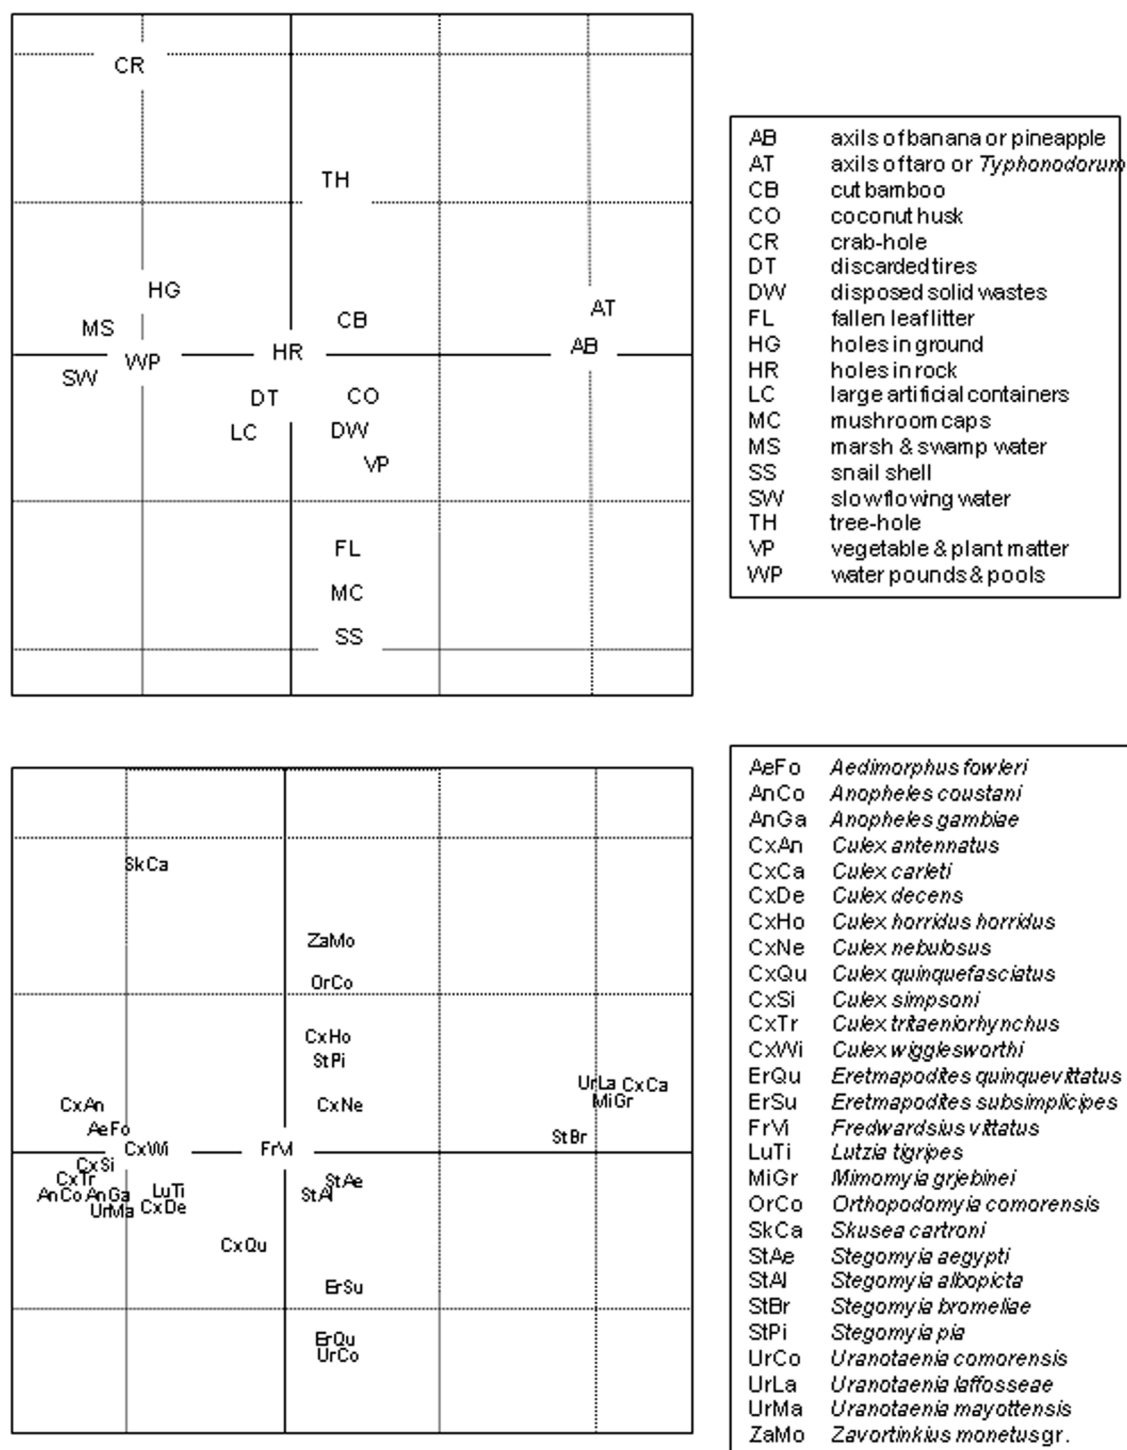 CR
TH
HG
AT
MS
CB
AB
HR
WP
SW
DT
CO
LC
DW
VP
FL
MC
SS
AB axils of banana or pineapple
AT axils of taro or Typhonodorum
CB cut bamboo
CO coconut husk
CR crab-hole
DT discarded tires
DW disposed solid wastes
FL fallen leaf litter
HG holes in ground
HR holes in rock
LC large artificial containers
MC mushroom caps
MS marsh & swamp water
SS snail shell
SW slow flowing water
TH tree-hole
VP vegetable & plant matter
WP water pounds & pools
SkCa
ZaMo
OrCo
CxHo
StPi
UrLa CxCa
MiGr
CxAn
CxNe
AeFo
StBr
CxWi
FrVi
CxSi
CxTr
StAe
AnCo AnGa LuTi StAl
UrMa CxDe
CxQu
ErSu
ErQu
UrCo
AeFo Aedimorphus fowleri
AnCo Anopheles coustani
AnGa Anopheles gambiae
CxAn Culex antennatus
CxCa Culex carleti
CxDe Culex decens
CxHo Culex horridus horridus
CxNe Culex nebulosus
CxQu Culex quinquefasciatus
CxSi Culex simpsoni
CxTr Culex tritaeniorhynchus
CxWi Culex wigglesworthi
ErQu Eretmapodites quinquevittatus
ErSu Eretmapodites subsimplicipes
FrVi Fredwardsius vittatus
LuTi Lutzia tigripes
MiGr Mimomyia grjebinei
OrCo Orthopodomyia comorensis
SkCa Skusea cartroni
StAe Stegomyia aegypti
StAl Stegomyia albopicta
StBr Stegomyia bromeliae
StPi Stegomyia pia
UrCo Uranotaenia comorensis
UrLa Uranotaenia laffosseae
UrMa Uranotaenia mayottensis
ZaMo Zavortinkius monetus gr.